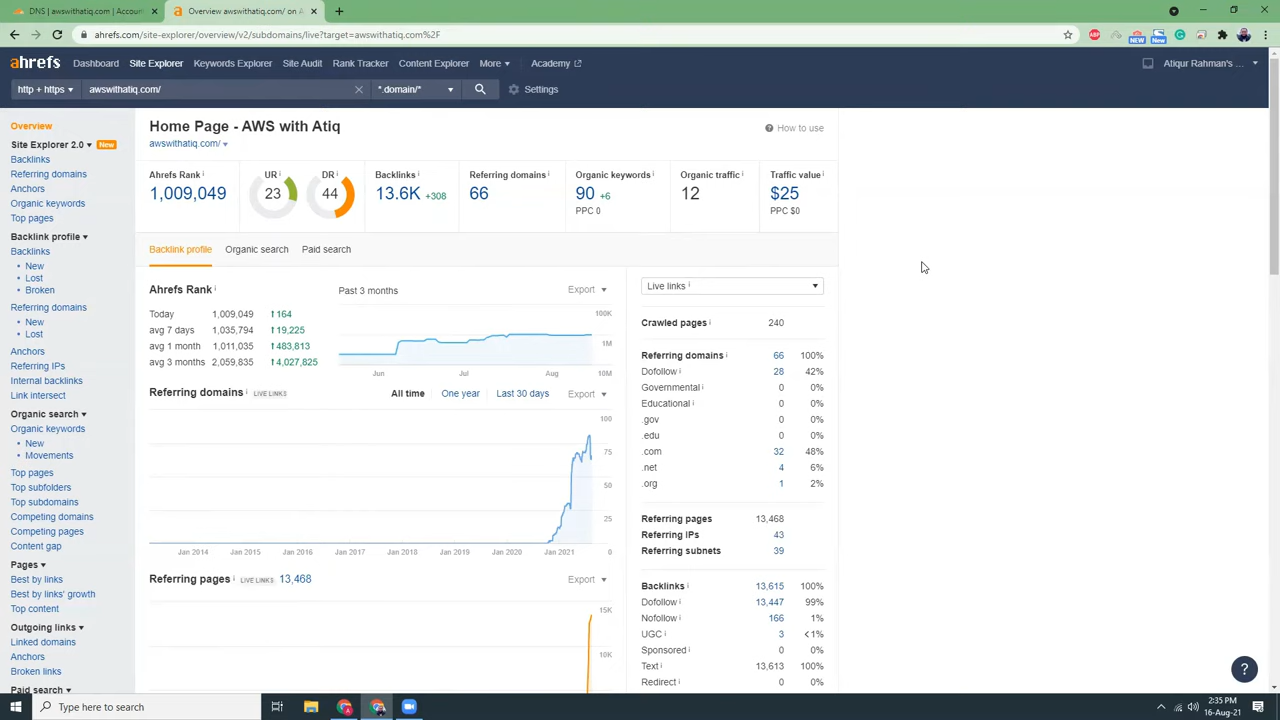 DNS | awswithatiq.com | Accoun
AWS with Atiq: awswithatiq.com/ on A
ahrefs.com/site-explorer/overview/v2/subdomains/live?target=awswithatiq.com%2F
ahrefs Dashboard Site Explorer Keywords Explorer Site Audit Rank Tracker Content Explorer More Academy Atiqur Rahman's ...
http + https awswithatiq.com/ *.domain/* Settings
Overview
Site Explorer 2.0 New
Backlinks
Referring domains
Anchors
Organic keywords
Top pages
Backlink profile
Backlinks
• New
• Lost
• Broken
Referring domains
• New
• Lost
Anchors
Referring IPs
Internal backlinks
Link intersect
Organic search
Organic keywords
• New
• Movements
Top pages
Top subfolders
Top subdomains
Competing domains
Competing pages
Content gap
Pages
Best by links
Best by links' growth
Top content
Outgoing links
Linked domains
Anchors
Broken links
Paid search
Home Page - AWS with Atiq
How to use
awswithatiq.com/
Ahrefs Rank UR DR Backlinks Referring domains Organic keywords Organic traffic Traffic value
1,009,049 23 44 13.6K +308 66 90 +6 12 $25
PPC 0 PPC $0
Backlink profile Organic search Paid search
Ahrefs Rank Past 3 months Export
Today 1,009,049 164
avg 7 days 1,035,794 19,225
avg 1 month 1,011,035 483,813
avg 3 months 2,059,835 4,027,825
100K
1M
10M
Jun Jul Aug
Referring domains LIVE LINKS All time One year Last 30 days Export
100
75
50
25
0
Jan 2014 Jan 2015 Jan 2016 Jan 2017 Jan 2018 Jan 2019 Jan 2020 Jan 2021
Referring pages LIVE LINKS 13,468 Export
15K
10K
Live links
Crawled pages 240
Referring domains 66 100%
Dofollow 28 42%
Governmental 0 0%
Educational 0 0%
.gov 0 0%
.edu 0 0%
.com 32 48%
.net 4 6%
.org 1 2%
Referring pages 13,468
Referring IPs 43
Referring subnets 39
Backlinks 13,615 100%
Dofollow 13,447 99%
Nofollow 166 1%
UGC 3 <1%
Sponsored 0 0%
Text 13,613 100%
Redirect 0 0%
?
Type here to search
2:35 PM
16-Aug-21